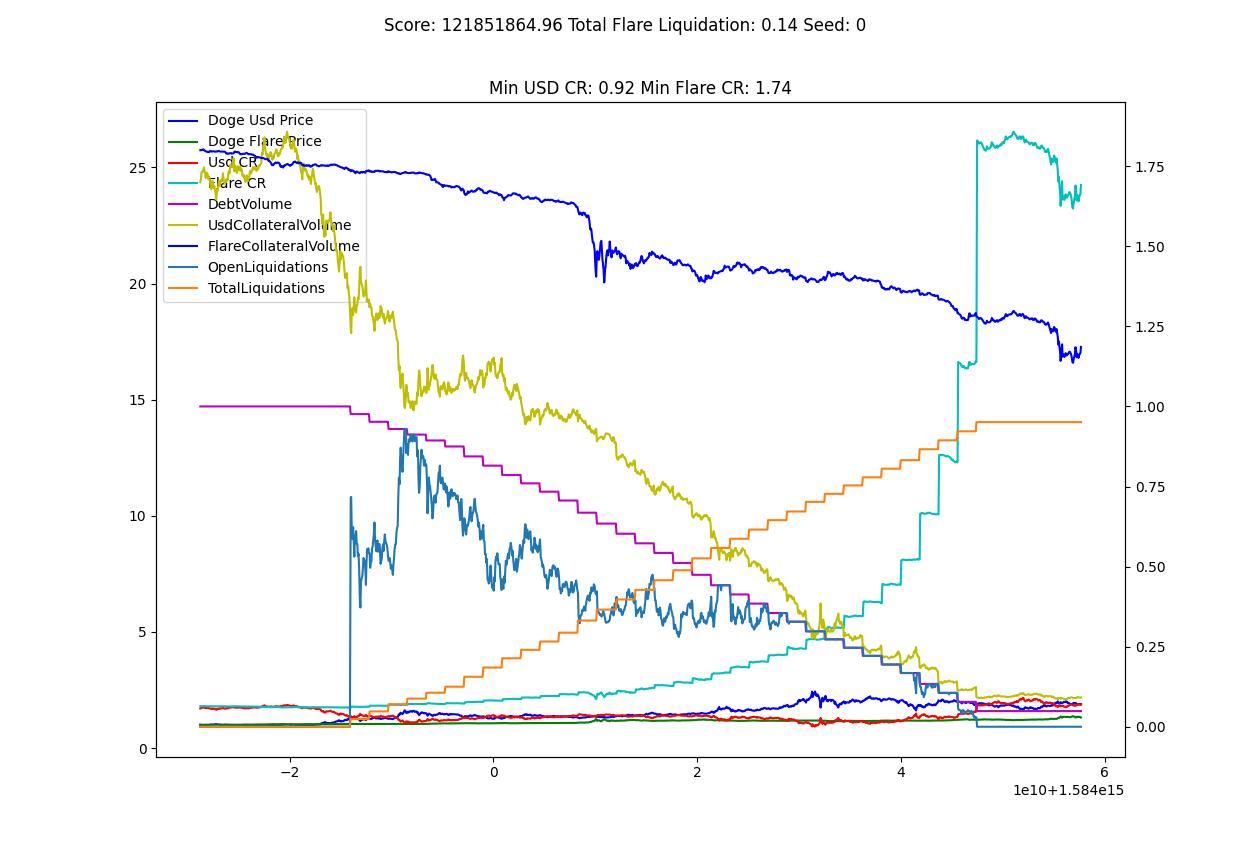 Score: 121851864.96 Total Flare Liquidation: 0.14 Seed: 0
Min USD CR: 0.92 Min Flare CR: 1.74
Doge Usd Price
Doge Flare Price
Usd CR
Flare CR
DebtVolume
UsdCollateralVolume
FlareCollateralVolume
OpenLiquidations
TotalLiquidations
25
20
15
10
5
0
1.75
1.50
1.25
1.00
0.75
0.50
0.25
0.00
−2
0
2
4
6
1e10+1.584e15